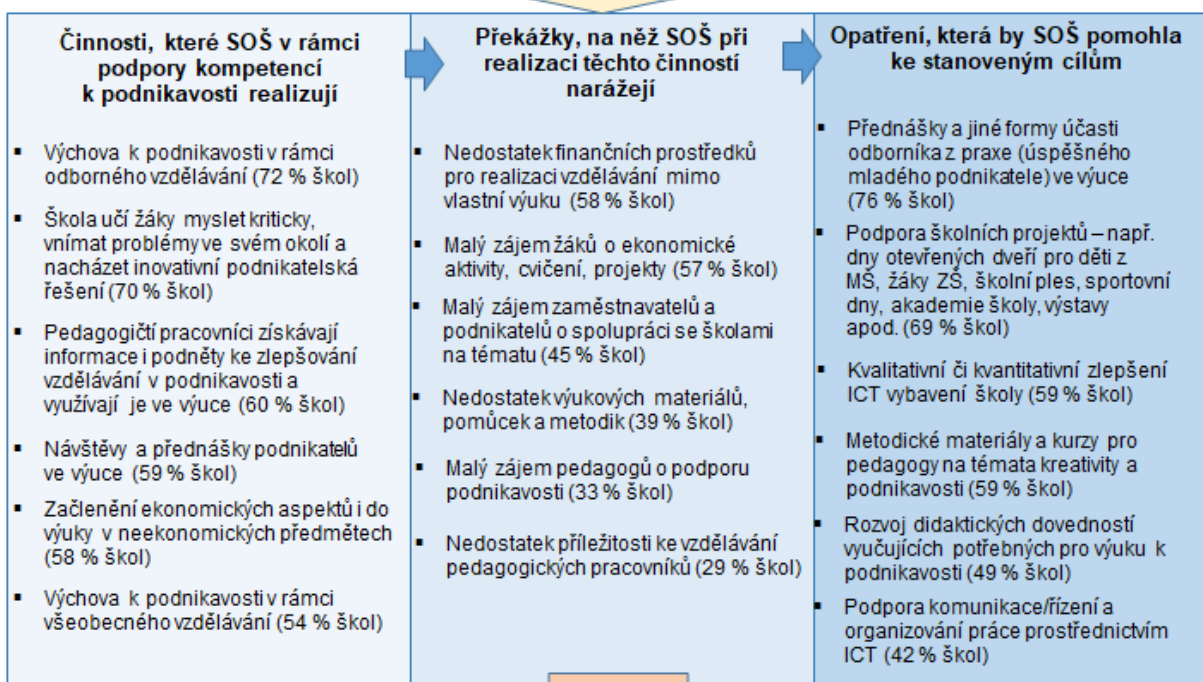 Činnosti, které SOŠ v rámci
podpory kompetencí
k podnikavosti realizují
▪ Výchova k podnikavosti v rámci
odborného vzdělávání (72 % škol)
▪ Škola učí žáky myslet kriticky,
vnímat problémy ve svém okolí a
nacházet inovativní podnikatelská
řešení (70 % škol)
▪ Pedagogičtí pracovníci získávají
informace i podněty ke zlepšování
vzdělávání v podnikavosti a
využívají je ve výuce (60 % škol)
▪ Návštěvy a přednášky podnikatelů
ve výuce (59 % škol)
▪ Začlenění ekonomických aspektů i do
výuky v neekonomických předmětech
(58 % škol)
▪ Výchova k podnikavosti v rámci
všeobecného vzdělávání (54 % škol)
Překážky, na něž SOŠ při
realizaci těchto činností
narážejí
▪ Nedostatek finančních prostředků
pro realizaci vzdělávání mimo
vlastní výuku (58 % škol)
▪ Malý zájem žáků o ekonomické
aktivity, cvičení, projekty (57 % škol)
▪ Malý zájem zaměstnavatelů a
podnikatelů o spolupráci se školami
na tématu (45 % škol)
▪ Nedostatek výukových materiálů,
pomůcek a metodik (39 % škol)
▪ Malý zájem pedagogů o podporu
podnikavosti (33 % škol)
▪ Nedostatek příležitosti ke vzdělávání
pedagogických pracovníků (29 % škol)
Opatření, která by SOŠ pomohla
ke stanoveným cílům
▪ Přednášky a jiné formy účasti
odborníka z praxe (úspěšného
mladého podnikatele) ve výuce
(76 % škol)
▪ Podpora školních projektů – např.
dny otevřených dveří pro děti z
MŠ, žáky ZŠ, školní ples, sportovní
dny, akademie školy, výstavy
apod. (69 % škol)
▪ Kvalitativní či kvantitativní zlepšení
ICT vybavení školy (59 % škol)
▪ Metodické materiály a kurzy pro
pedagogy na témata kreativity a
podnikavosti (59 % škol)
▪ Rozvoj didaktických dovedností
vyučujících potřebných pro výuku k
podnikavosti (49 % škol)
▪ Podpora komunikace/řízení a
organizování práce prostřednictvím
ICT (42 % škol)